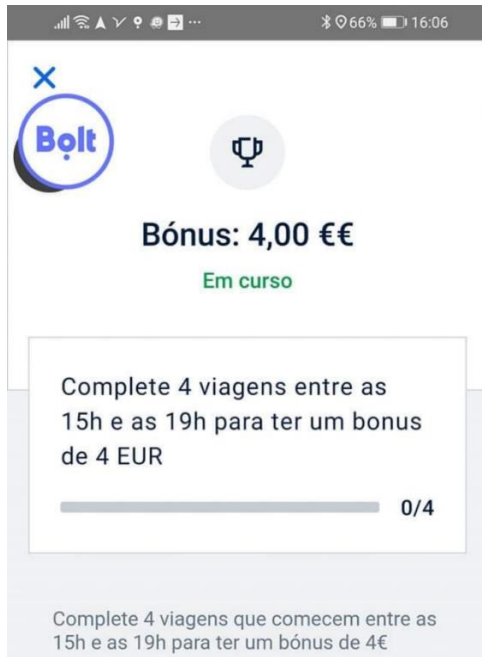 66% 16:06
Bolt
Bónus: 4,00 €€
Em curso
Complete 4 viagens entre as
15h e as 19h para ter um bonus
de 4 EUR
0/4
Complete 4 viagens que comecem entre as
15h e as 19h para ter um bónus de 4€